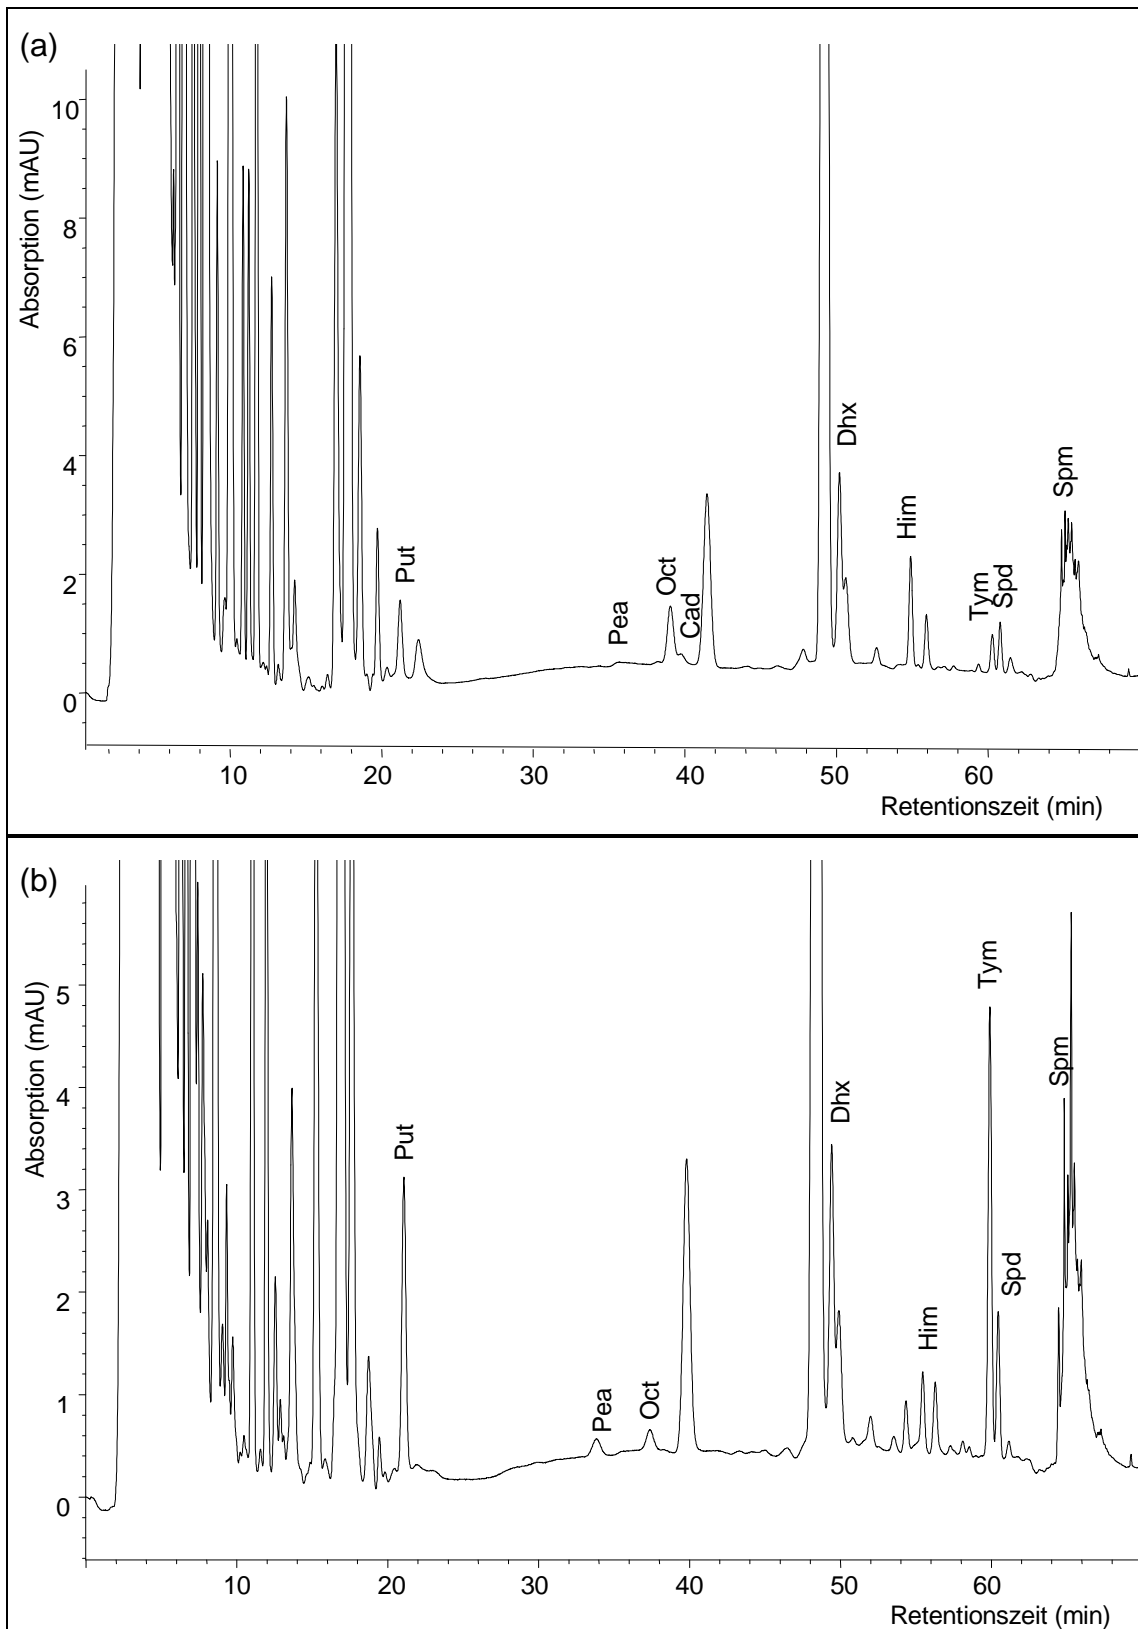 (a)
Absorption (mAU)
10
8
6
4
2
0
Put
Pea
Oct
Cad
Dhx
Him
Tym
Spd
Spm
10 20 30 40 50 60
Retentionszeit (min)
(b)
Absorption (mAU)
5
4
3
2
1
0
Put
Pea
Oct
Dhx
Him
Tym
Spd
Spm
10 20 30 40 50 60
Retentionszeit (min)